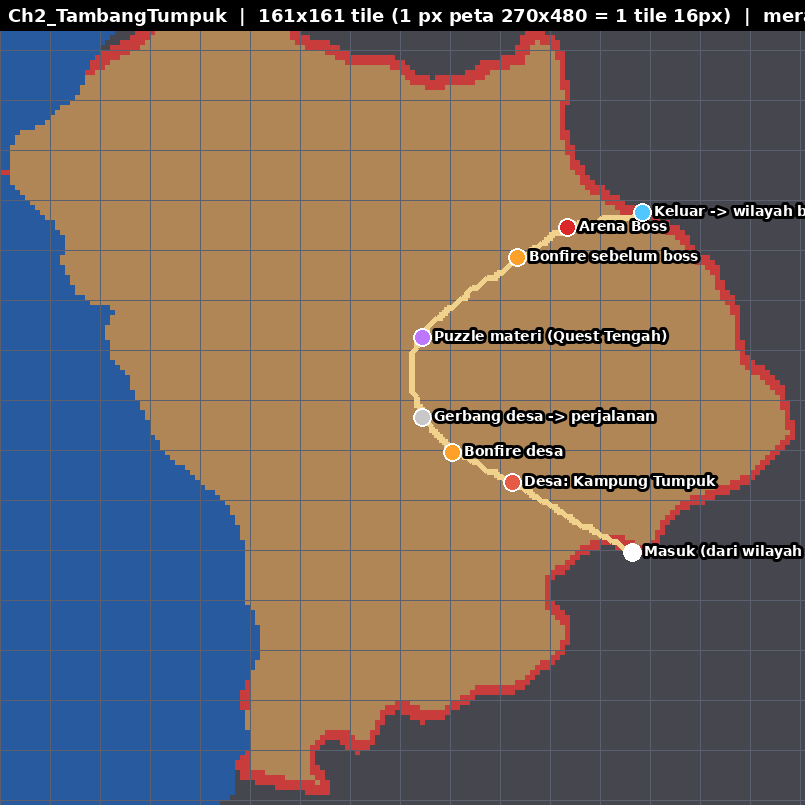 Ch2_TambangTumpuk | 161x161 tile (1 px peta 270x480 = 1 tile 16px) |
Keluar -> wilayah
Arena Boss
Bonfire sebelum boss
Puzzle materi (Quest Tengah)
Gerbang desa -> perjalanan
Bonfire desa
Desa: Kampung Tumpuk
Masuk (dari wilayah